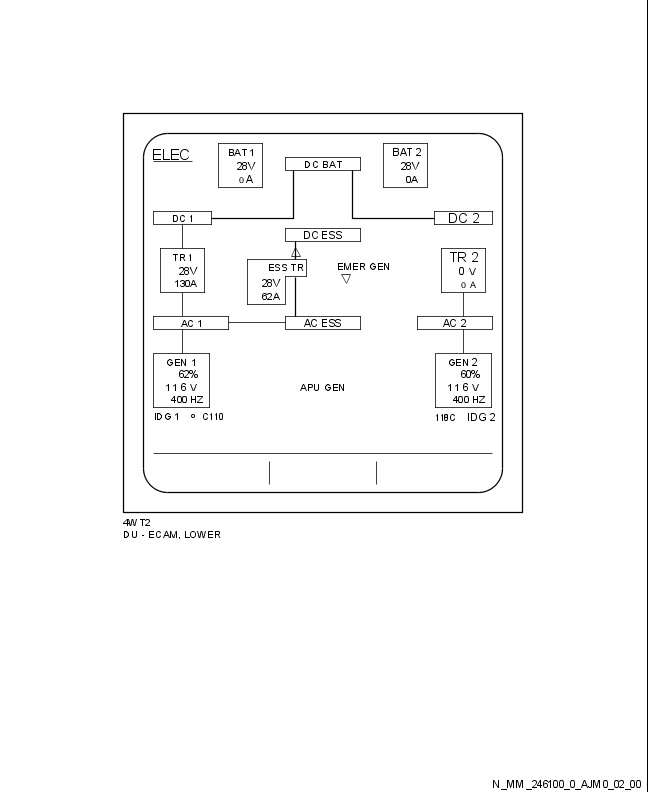 ELEC
BAT 1
28V
0 A
DC BAT
BAT 2
28V
0A
DC 1
DC 2
DC ESS
TR 1
28V
130A
ESS TR
28V
62A
EMER GEN
TR 2
0 V
0 A
AC 1
AC ESS
AC 2
GEN 1
62%
116 V
400 HZ
APU GEN
GEN 2
60%
116 V
400 HZ
IDG 1 ° C110
118C IDG 2
4WT2
DU - ECAM, LOWER
N_MM_246100_0_AJM0_02_00